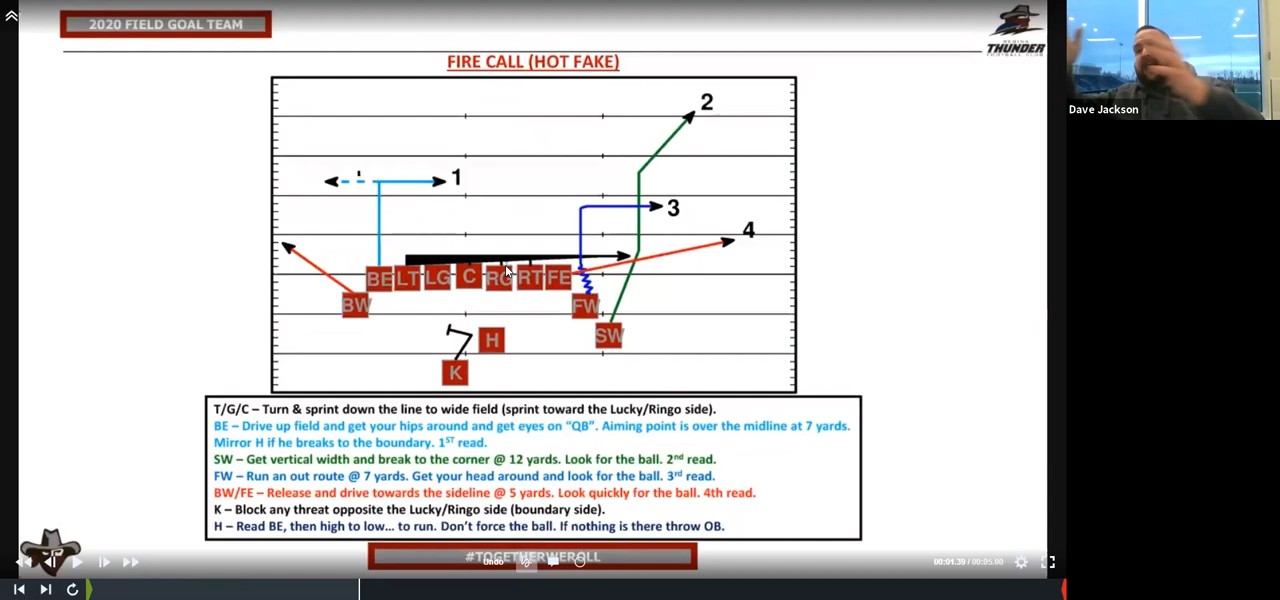 2020 FIELD GOAL TEAM
REGINA
THUNDER
FOOTBALL CLUB
Dave Jackson
FIRE CALL (HOT FAKE)
2
1
3
4
BE LT LG C RG RT FE
BW
FW
SW
H
K
T/G/C – Turn & sprint down the line to wide field (sprint toward the Lucky/Ringo side).
BE – Drive up field and get your hips around and get eyes on “QB”. Aiming point is over the midline at 7 yards.
Mirror H if he breaks to the boundary. 1ST read.
SW – Get vertical width and break to the corner @ 12 yards. Look for the ball. 2nd read.
FW – Run an out route @ 7 yards. Get your head around and look for the ball. 3rd read.
BW/FE – Release and drive towards the sideline @ 5 yards. Look quickly for the ball. 4th read.
K – Block any threat opposite the Lucky/Ringo side (boundary side).
H – Read BE, then high to low… to run. Don’t force the ball. If nothing is there throw OB.
#TOGETHERWEROLL
Undo
00:01.39 / 00:05.00